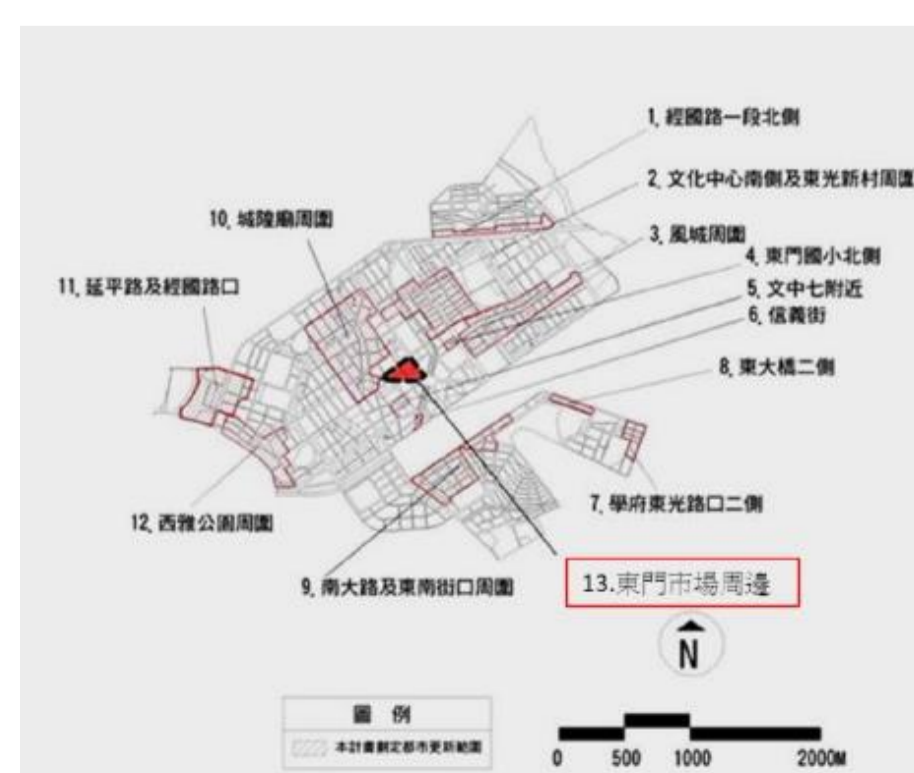 1, 經國路一段北側
2, 文化中心南側及東光新村周圍
3, 風城周圍
4, 東門國小北側
5, 文中七附近
6, 信義街
8, 東大橋二側
7, 學府東光路口二側
13.東門市場周邊
9, 南大路及東南街口周圍
12, 西雅公園周圍
11, 延平路及經國路口
10, 城隍廟周圍
N
圖 例
本計畫劃定都市更新範圍
0 500 1000 2000M